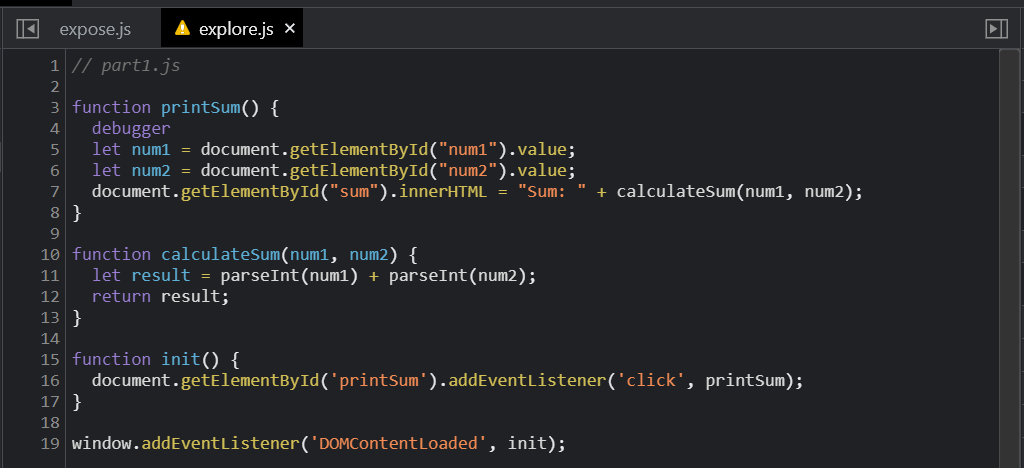 expose.js explore.js ×
1 // part1.js
2
3 function printSum() {
4   debugger
5   let num1 = document.getElementById("num1").value;
6   let num2 = document.getElementById("num2").value;
7   document.getElementById("sum").innerHTML = "Sum: " + calculateSum(num1, num2);
8 }
9
10 function calculateSum(num1, num2) {
11   let result = parseInt(num1) + parseInt(num2);
12   return result;
13 }
14
15 function init() {
16   document.getElementById('printSum').addEventListener('click', printSum);
17 }
18
19 window.addEventListener('DOMContentLoaded', init);